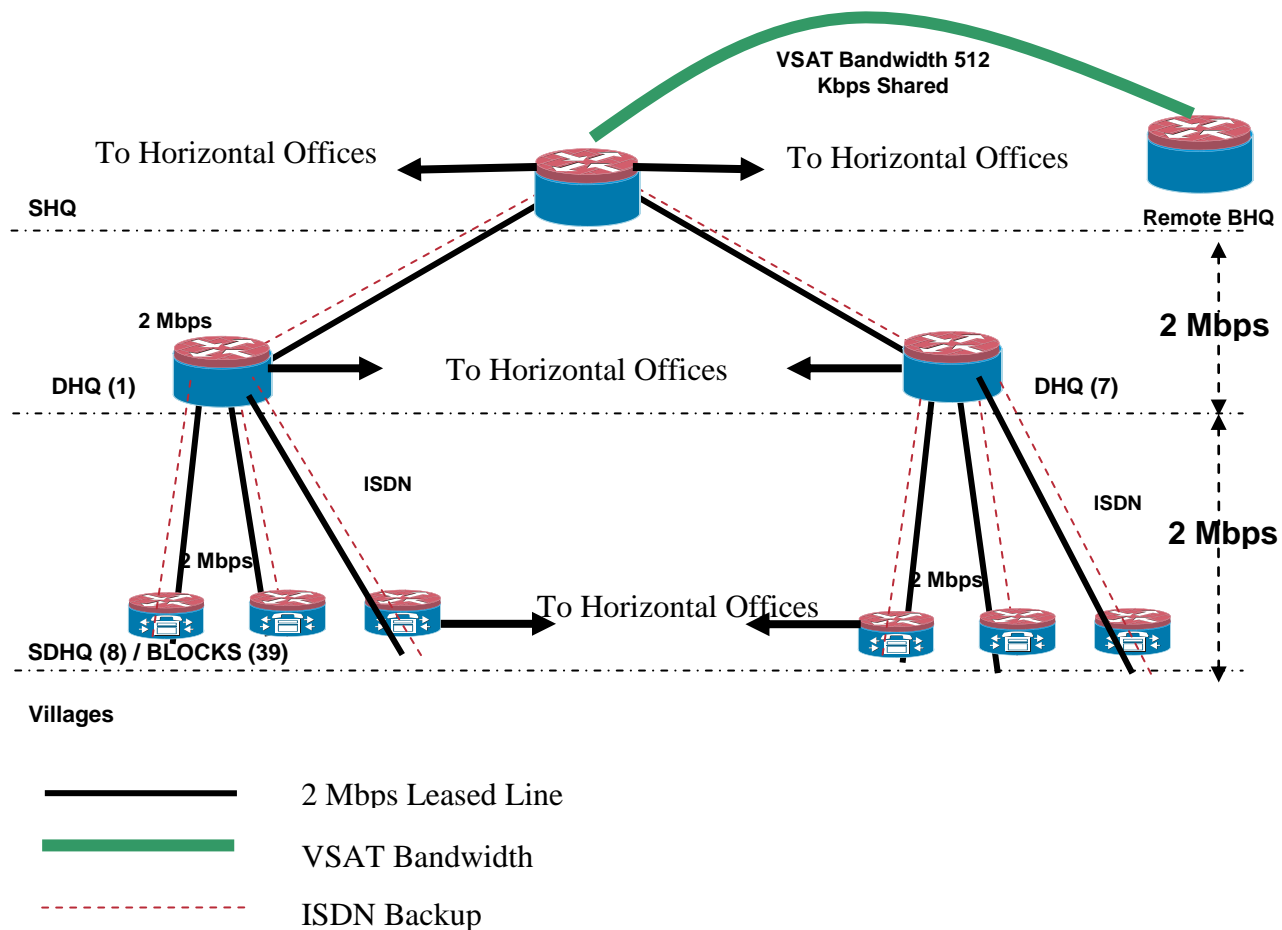 VSAT Bandwidth 512
Kbps Shared
To Horizontal Offices
To Horizontal Offices
SHQ
Remote BHQ
2 Mbps
2 Mbps
To Horizontal Offices
DHQ (1)
DHQ (7)
ISDN
ISDN
2 Mbps
2 Mbps
2 Mbps
To Horizontal Offices
SDHQ (8) / BLOCKS (39)
Villages
2 Mbps Leased Line
VSAT Bandwidth
ISDN Backup